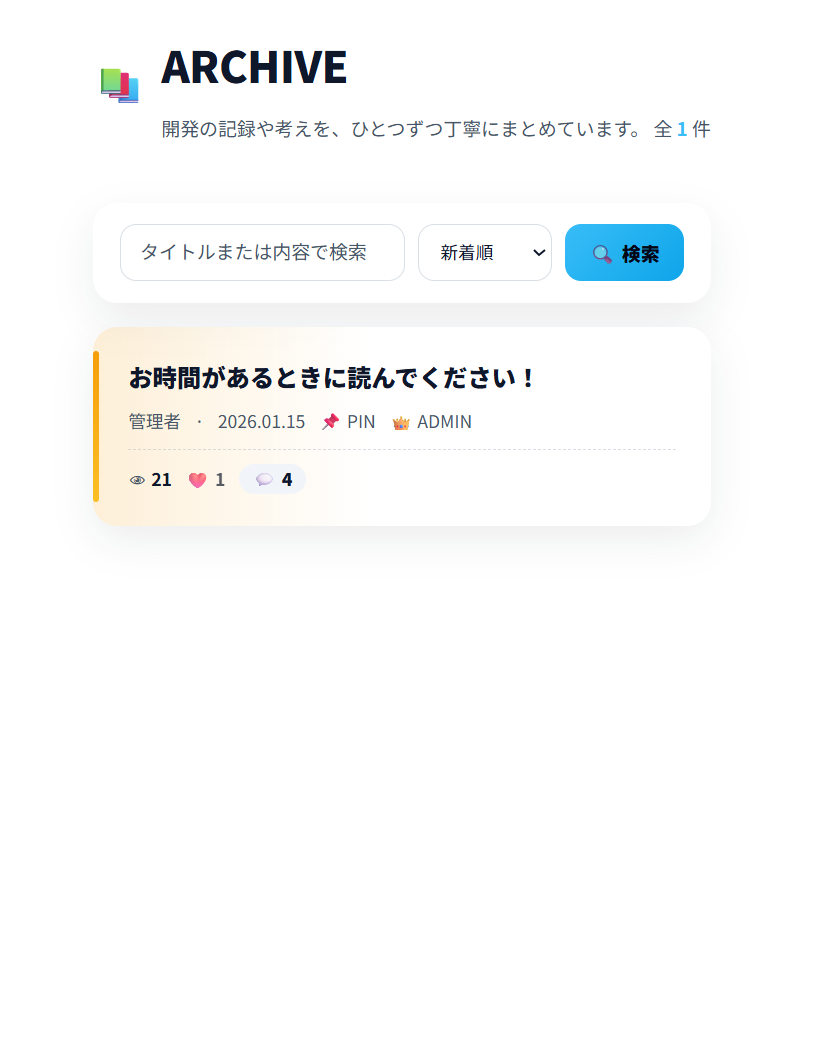 ARCHIVE
開発の記録や考えを、ひとつずつ丁寧にまとめています。 全 1 件
タイトルまたは内容で検索 新着順 検索
お時間があるときに読んでください！
管理者 · 2026.01.15 PIN ADMIN
21 1 4